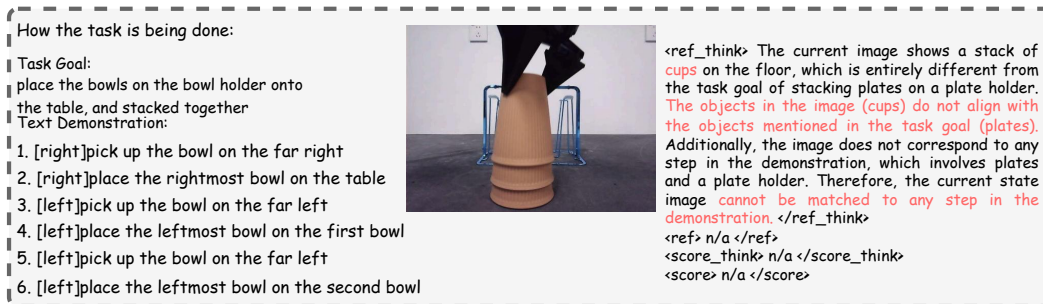 How the task is being done:
Task Goal:
place the bowls on the bowl holder onto
the table, and stacked together
Text Demonstration:
1. [right]pick up the bowl on the far right
2. [right]place the rightmost bowl on the table
3. [left]pick up the bowl on the far left
4. [left]place the leftmost bowl on the first bowl
5. [left]pick up the bowl on the far left
6. [left]place the leftmost bowl on the second bowl
<ref_think> The current image shows a stack of
cups on the floor, which is entirely different from
the task goal of stacking plates on a plate holder.
The objects in the image (cups) do not align with
the objects mentioned in the task goal (plates).
Additionally, the image does not correspond to any
step in the demonstration, which involves plates
and a plate holder. Therefore, the current state
image cannot be matched to any step in the
demonstration. </ref_think>
<ref> n/a </ref>
<score_think> n/a </score_think>
<score> n/a </score>